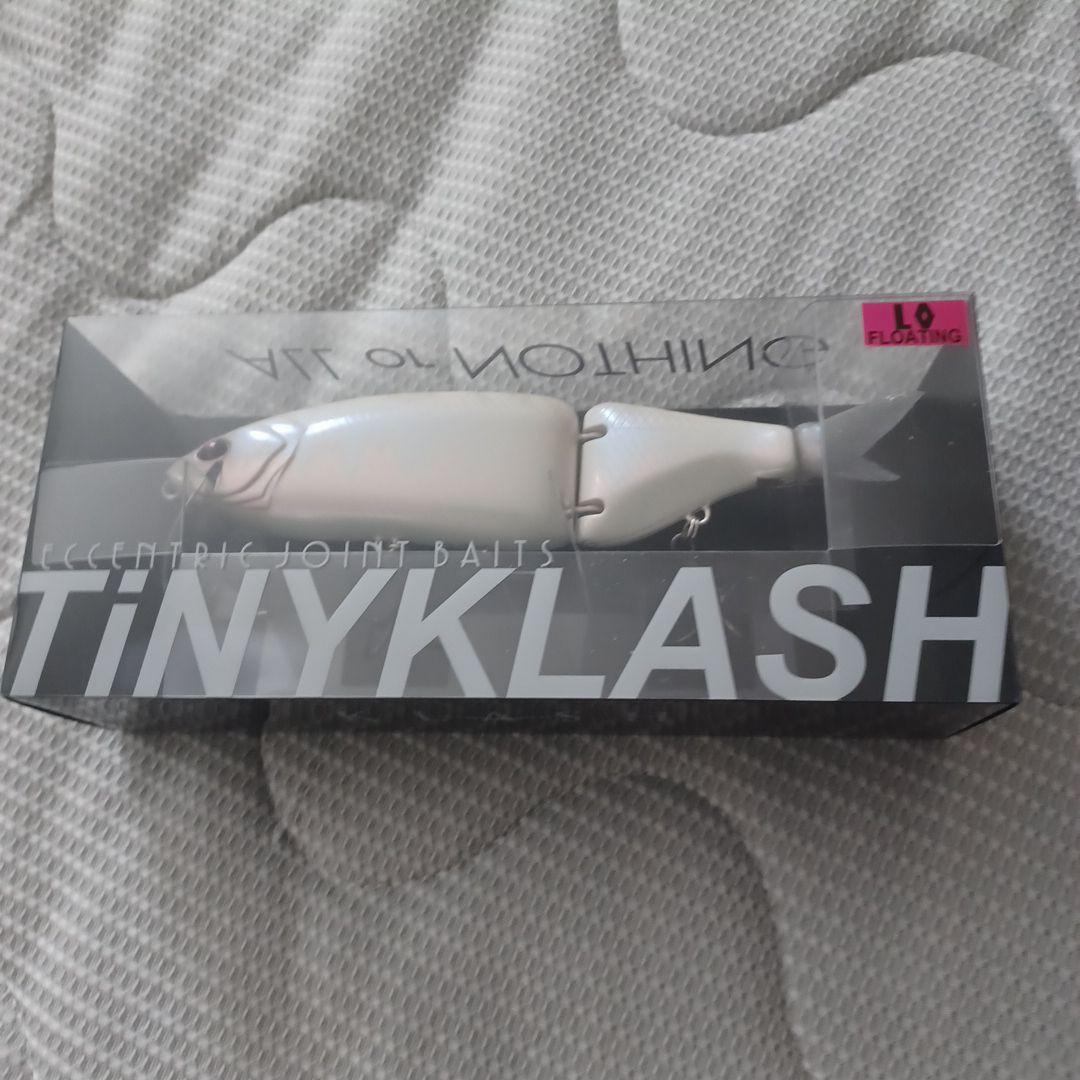 LO
FLOATING
ALL or NOTHING
ECCENTRIC JOINT BAITS
TiNYKLASH